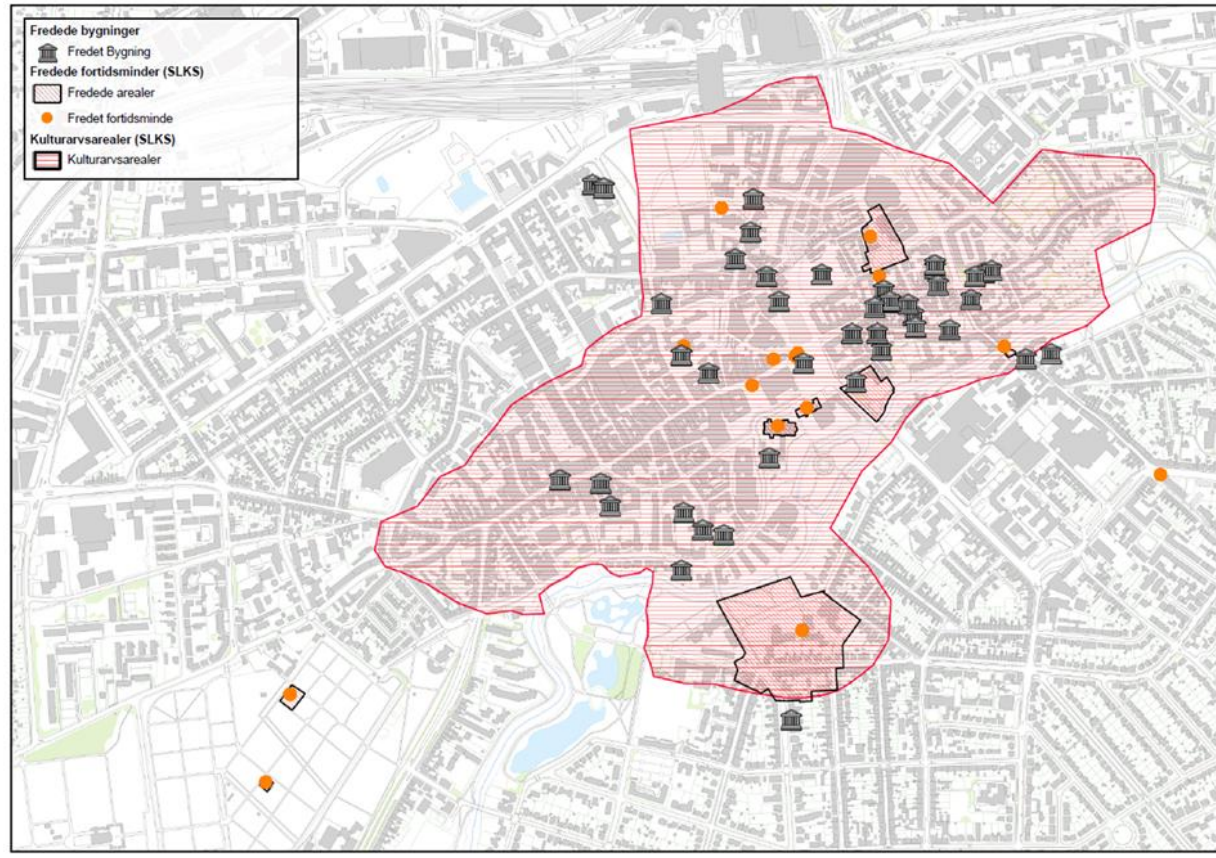 Fredede bygninger
Fredet Bygning
Fredede fortidsminder (SLKS)
Fredede arealer
Fredet fortidsminde
Kulturarvsarealer (SLKS)
Kulturarvsarealer